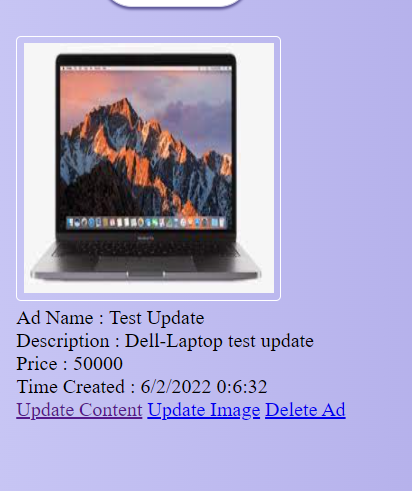 Ad Name : Test Update
Description : Dell-Laptop test update
Price : 50000
Time Created : 6/2/2022 0:6:32
Update Content Update Image Delete Ad